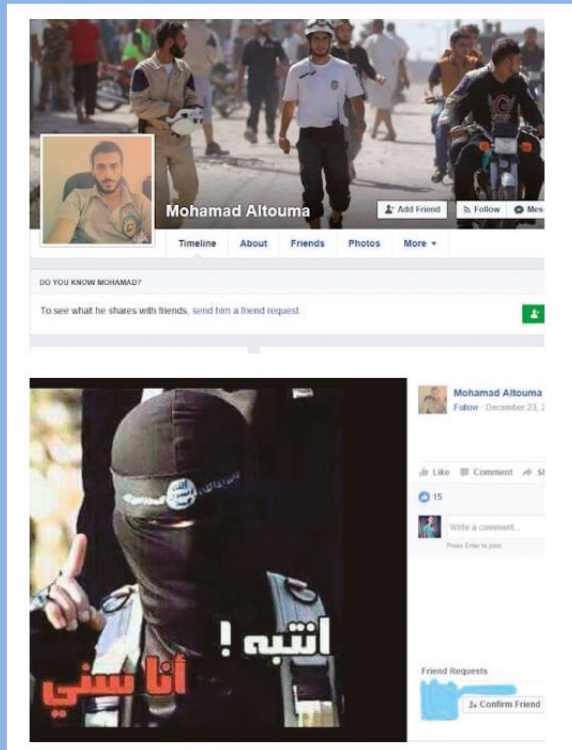 Mohamad Altouma
Add Friend
Follow
Timeline About Friends Photos More
DO YOU KNOW MOHAMAD?
To see what he shares with friends, send him a friend request
Mohamad Altouma
Follow · December 23, 2
Like Comment
15
Write a comment...
Press Enter to post.
انتبه !
أنا سني
Friend Requests
Confirm Friend